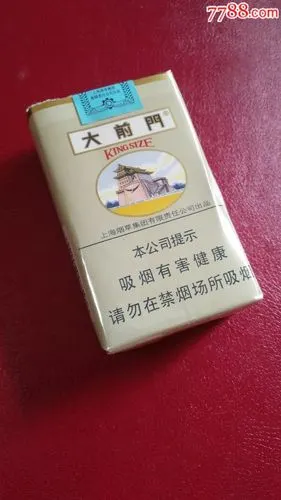 7788.com
大前門®
KING SIZE
上海烟草集团有限责任公司出品
本公司提示
吸烟有害健康
请勿在禁烟场所吸烟